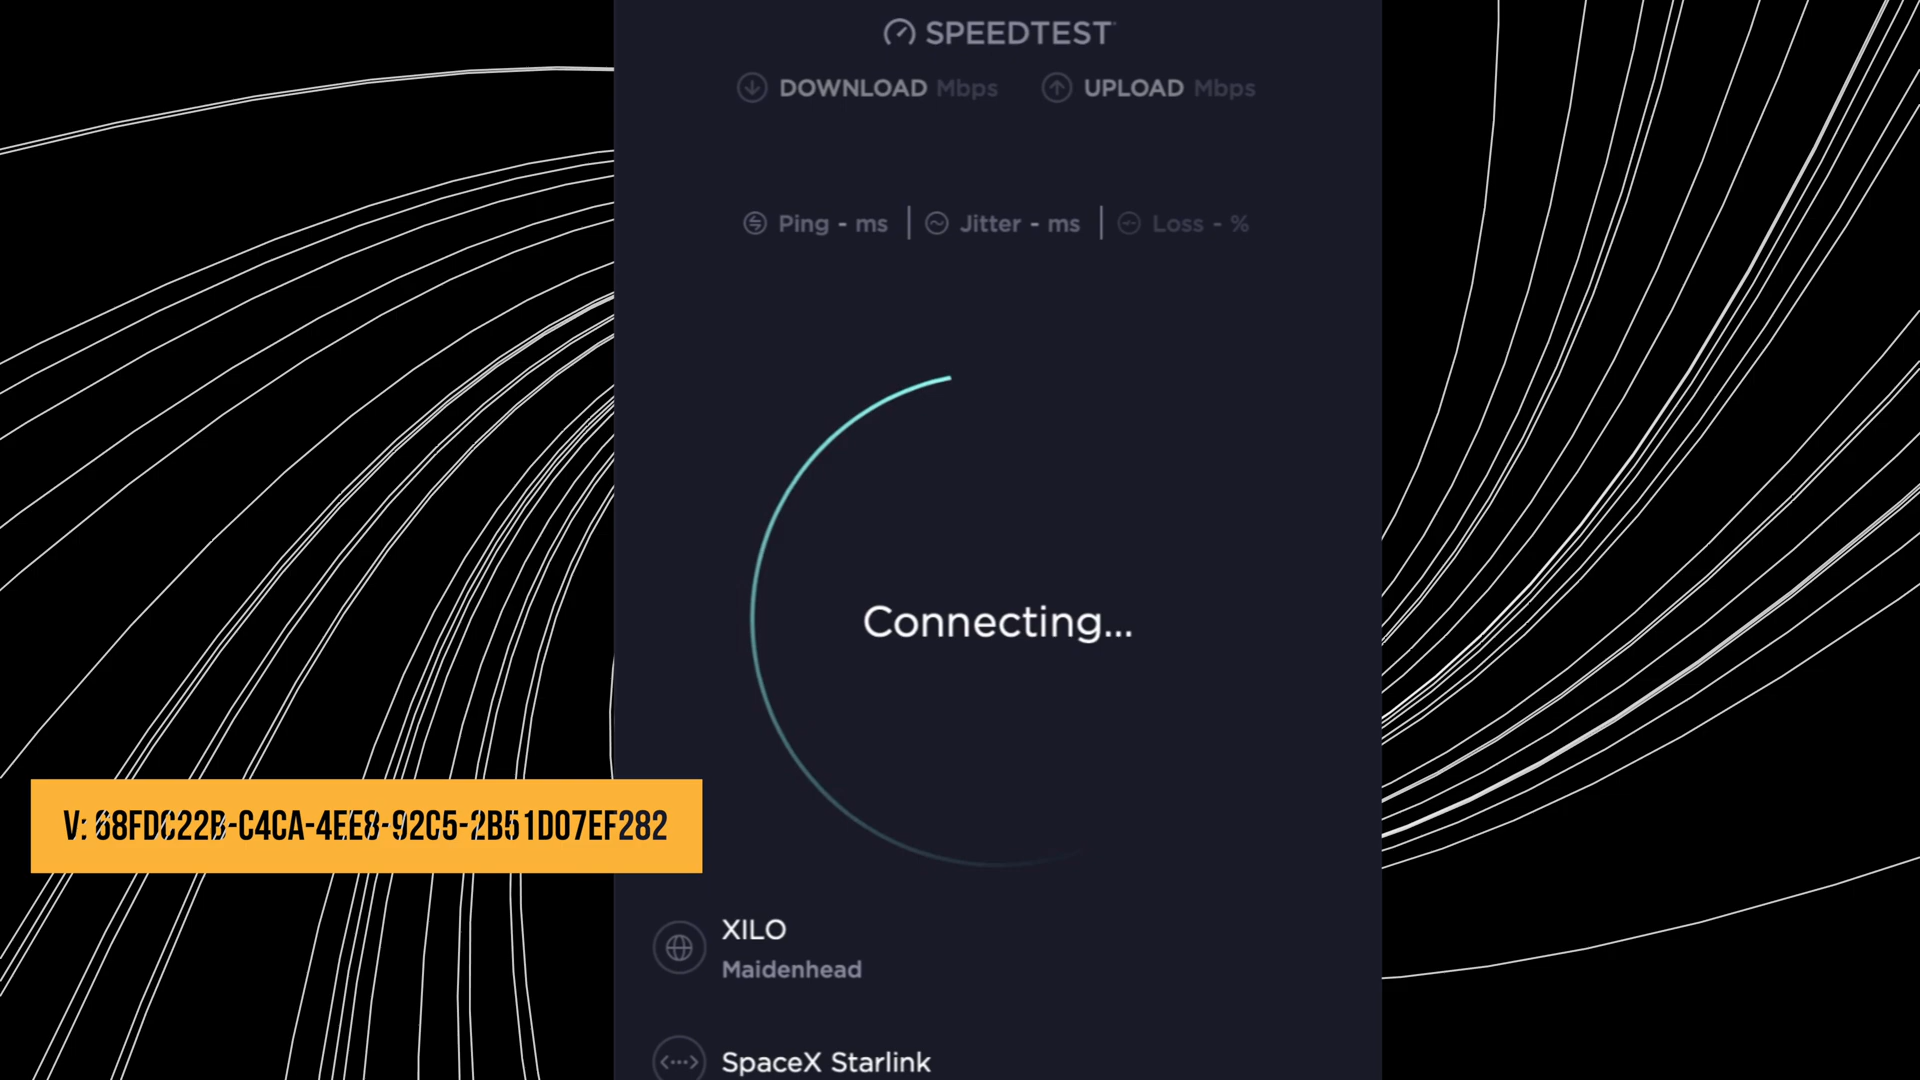 SPEEDTEST
DOWNLOAD Mbps UPLOAD Mbps
Ping - ms Jitter - ms Loss - %
Connecting...
V: 68FDC22B-C4CA-4EE8-92C5-2B51D07EF282
XILO
Maidenhead
SpaceX Starlink